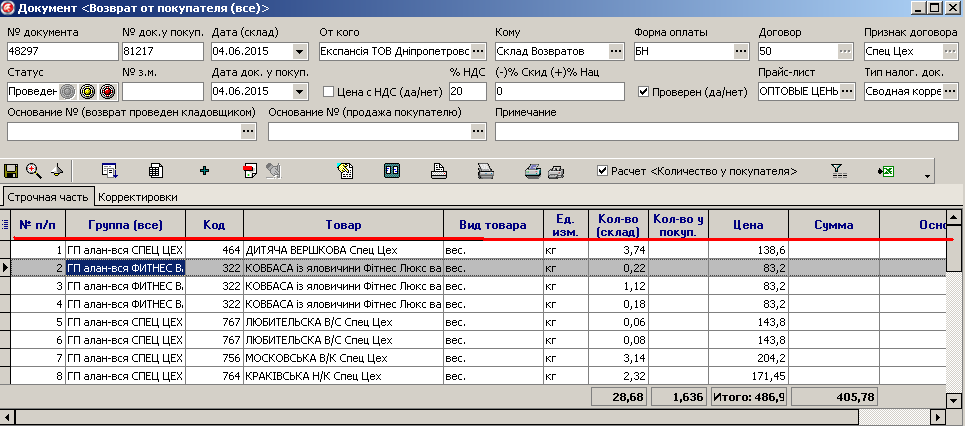 Документ <Возврат от покупателя (все)>
№ документа № док.у покуп. Дата (склад) От кого Кому Форма оплаты Договор Признак договора
48297 81217 04.06.2015 Експансія ТОВ Дніпропетровс ... Склад Возвратов ... БН ... 50 ... Спец Цех ...
Статус № з.м. Дата док. у покуп. % НДС (-)% Скид (+)% Нац Прайс-лист Тип налог. док.
Проведен 04.06.2015 Цена с НДС (да/нет) 20 0 Проверен (да/нет) ОПТОВЫЕ ЦЕНЬ ... Сводная корре ...
Основание № (возврат проведен кладовщиком) Основание № (продажа покупателю) Примечание
... ...
Расчет <Количество у покупателя>
Строчная часть Корректировки
№ п/п Группа (все) Код Товар Вид товара Ед. изм. Кол-во (склад) Кол-во у покуп. Цена Сумма Осно
1 ГП алан-вся СПЕЦ ЦЕХ 464 ДИТЯЧА ВЕРШКОВА Спец Цех вес. кг 3,74 138,6
2 ГП алан-вся ФИТНЕС В. 322 КОВБАСА із яловичини Фітнес Люкс ва вес. кг 0,22 83,2
3 ГП алан-вся ФИТНЕС В. 322 КОВБАСА із яловичини Фітнес Люкс ва вес. кг 1,12 83,2
4 ГП алан-вся ФИТНЕС В. 322 КОВБАСА із яловичини Фітнес Люкс ва вес. кг 0,18 83,2
5 ГП алан-вся СПЕЦ ЦЕХ 767 ЛЮБИТЕЛЬСКА В/С Спец Цех вес. кг 0,06 143,8
6 ГП алан-вся СПЕЦ ЦЕХ 767 ЛЮБИТЕЛЬСКА В/С Спец Цех вес. кг 0,08 143,8
7 ГП алан-вся СПЕЦ ЦЕХ 756 МОСКОВСЬКА В/К Спец Цех вес. кг 3,14 204,2
8 ГП алан-вся СПЕЦ ЦЕХ 764 КРАКІВСЬКА Н/К Спец Цех вес. кг 2,32 171,45
28,68 1,636 Итого: 486,9 405,78